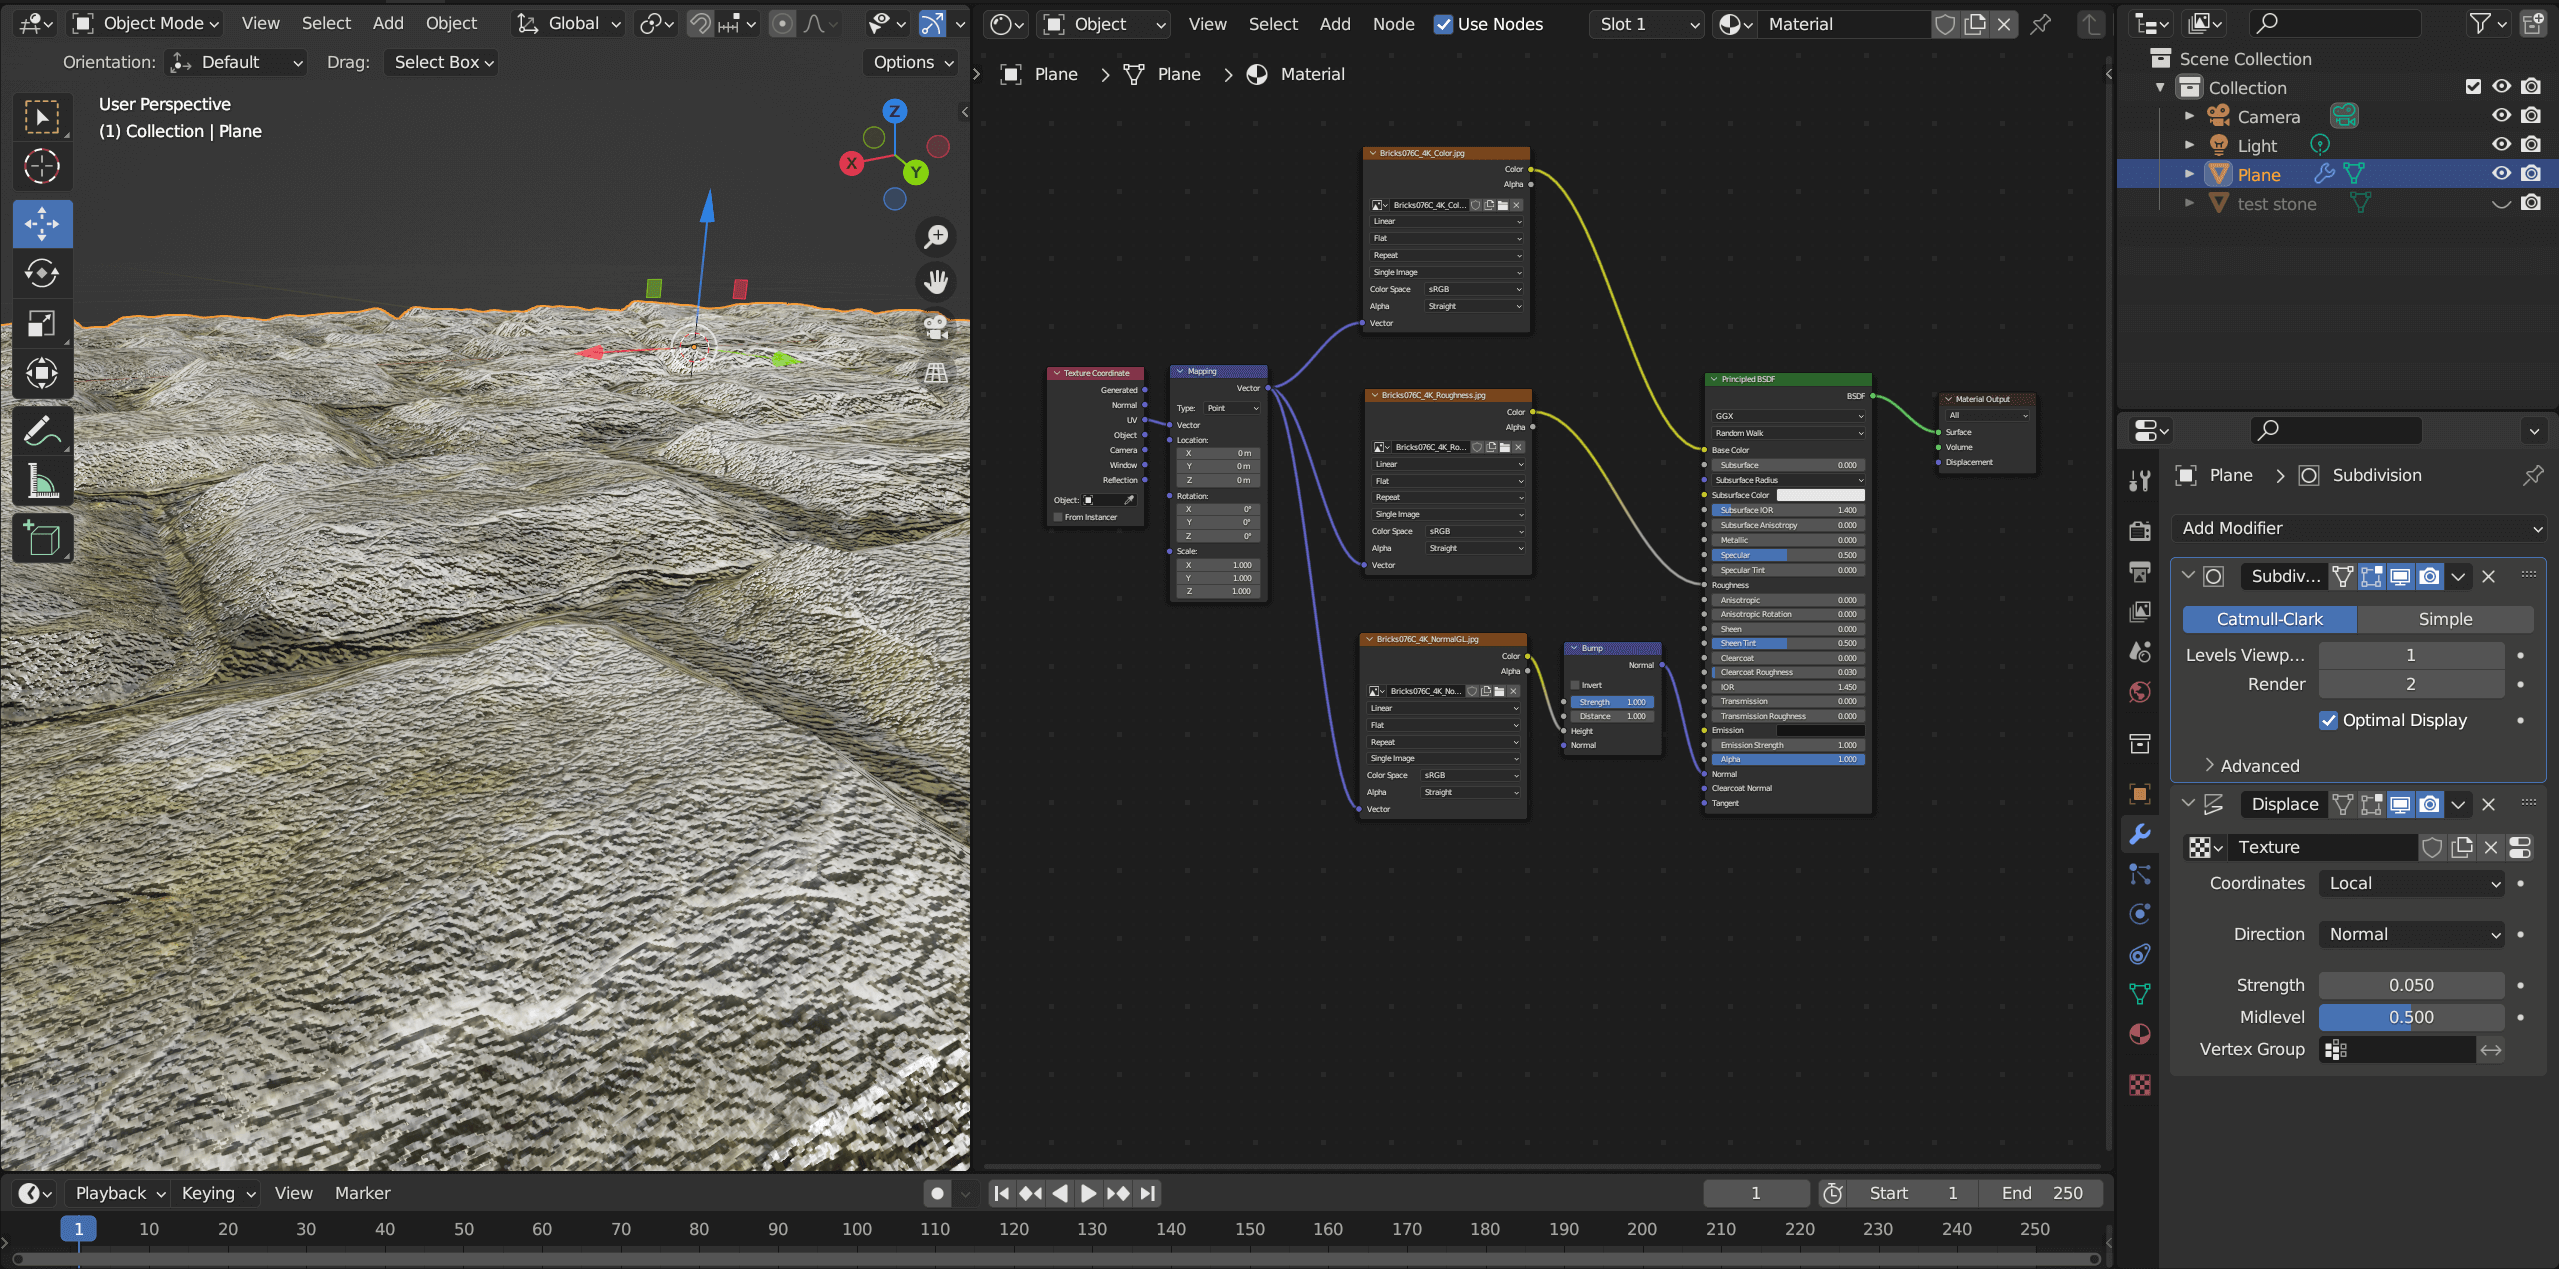 Object Mode View Select Add Object Global
Orientation: Default Drag: Select Box Options
User Perspective
(1) Collection | Plane
Z
X
Y
Object View Select Add Node Use Nodes Slot 1 Material
Plane > Plane > Material
Texture Coordinate
Generated
Normal
UV
Object
Camera
Window
Reflection
Object:
From Instancer
Mapping
Vector
Type: Point
Vector
Location:
X 0 m
Y 0 m
Z 0 m
Rotation:
X 0°
Y 0°
Z 0°
Scale:
X 1.000
Y 1.000
Z 1.000
Bricks076C_4K_Color.jpg
Color
Alpha
Bricks076C_4K_Col...
Linear
Flat
Repeat
Single Image
Color Space sRGB
Alpha Straight
Vector
Bricks076C_4K_Roughness.jpg
Color
Alpha
Bricks076C_4K_Ro...
Linear
Flat
Repeat
Single Image
Color Space sRGB
Alpha Straight
Vector
Bricks076C_4K_NormalGL.jpg
Color
Alpha
Bricks076C_4K_No...
Linear
Flat
Repeat
Single Image
Color Space sRGB
Alpha Straight
Vector
Bump
Normal
Invert
Strength 1.000
Distance 1.000
Height
Normal
Principled BSDF
BSDF
GGX
Random Walk
Base Color
Subsurface 0.000
Subsurface Radius
Subsurface Color
Subsurface IOR 1.400
Subsurface Anisotropy 0.000
Metallic 0.000
Specular 0.500
Specular Tint 0.000
Roughness
Anisotropic 0.000
Anisotropic Rotation 0.000
Sheen 0.000
Sheen Tint 0.500
Clearcoat 0.000
Clearcoat Roughness 0.030
IOR 1.450
Transmission 0.000
Transmission Roughness 0.000
Emission
Emission Strength 1.000
Alpha 1.000
Normal
Clearcoat Normal
Tangent
Material Output
All
Surface
Volume
Displacement
Scene Collection
Collection
Camera
Light
Plane
test stone
Plane > Subdivision
Add Modifier
Subdiv...
Catmull-Clark Simple
Levels Viewp... 1
Render 2
Optimal Display
Advanced
Displace
Texture
Coordinates Local
Direction Normal
Strength 0.050
Midlevel 0.500
Vertex Group
Playback Keying View Marker 1 Start 1 End 250
1 10 20 30 40 50 60 70 80 90 100 110 120 130 140 150 160 170 180 190 200 210 220 230 240 250